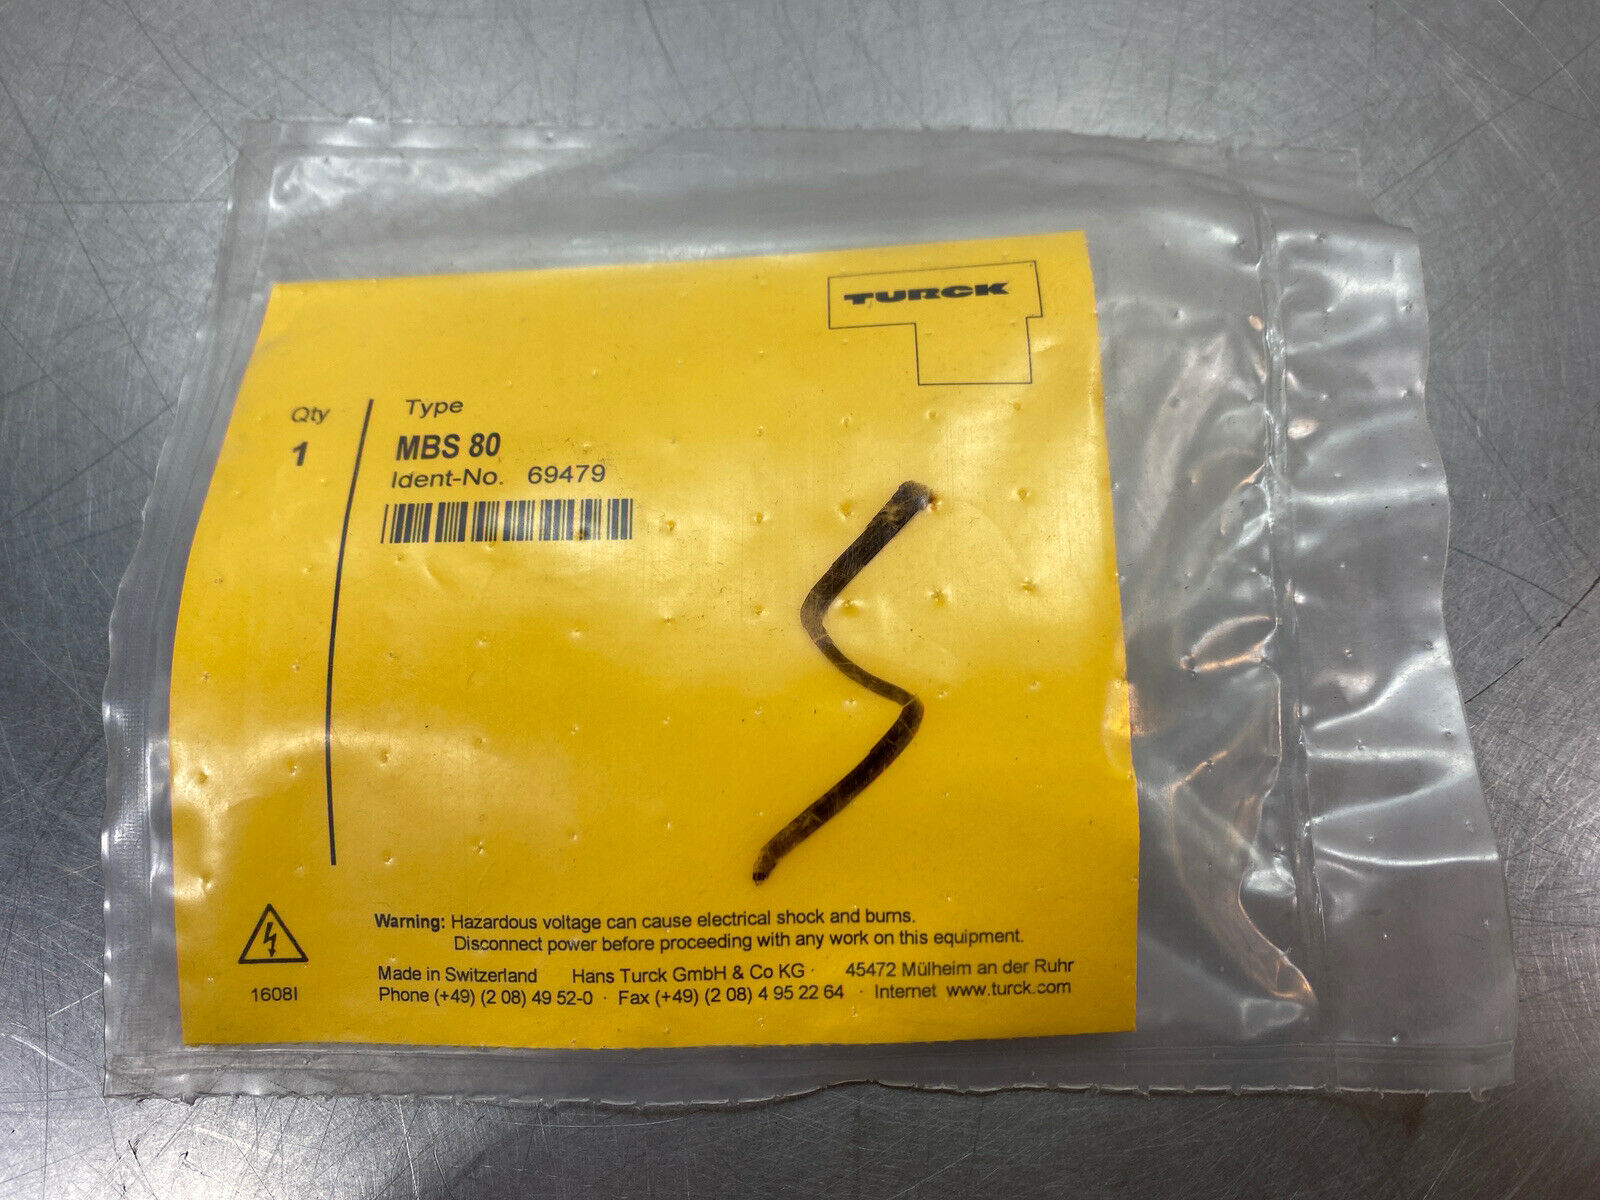 TURCK
Qty
1
Type
MBS 80
Ident-No. 69479
S
Warning: Hazardous voltage can cause electrical shock and burns.
Disconnect power before proceeding with any work on this equipment.
Made in Switzerland Hans Turck GmbH & Co KG · 45472 Mülheim an der Ruhr
Phone (+49) (2 08) 49 52-0 · Fax (+49) (2 08) 4 95 22 64 · Internet www.turck.com
1608I